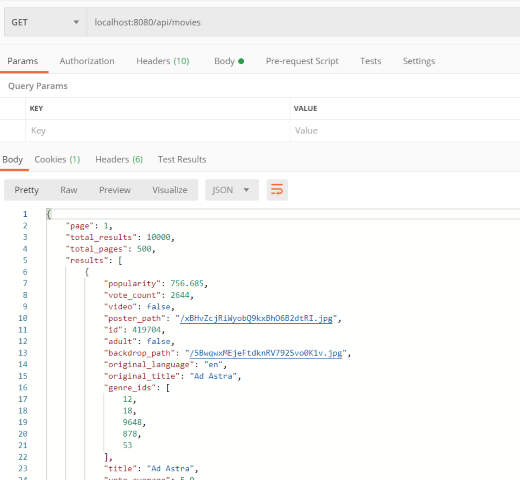 GET localhost:8080/api/movies
Params Authorization Headers (10) Body Pre-request Script Tests Settings
Query Params
KEY VALUE
Key Value
Body Cookies (1) Headers (6) Test Results
Pretty Raw Preview Visualize JSON
1 {
2 "page": 1,
3 "total_results": 10000,
4 "total_pages": 500,
5 "results": [
6 {
7 "popularity": 756.685,
8 "vote_count": 2644,
9 "video": false,
10 "poster_path": "/xBHvZcjRiWyobQ9kxBhO6B2dtRI.jpg",
11 "id": 419704,
12 "adult": false,
13 "backdrop_path": "/5BwqwxMEjeFtdknRV792Svo0K1v.jpg",
14 "original_language": "en",
15 "original_title": "Ad Astra",
16 "genre_ids": [
17 12,
18 18,
19 9648,
20 878,
21 53
22 ],
23 "title": "Ad Astra",
24 "vote_average": 5.9